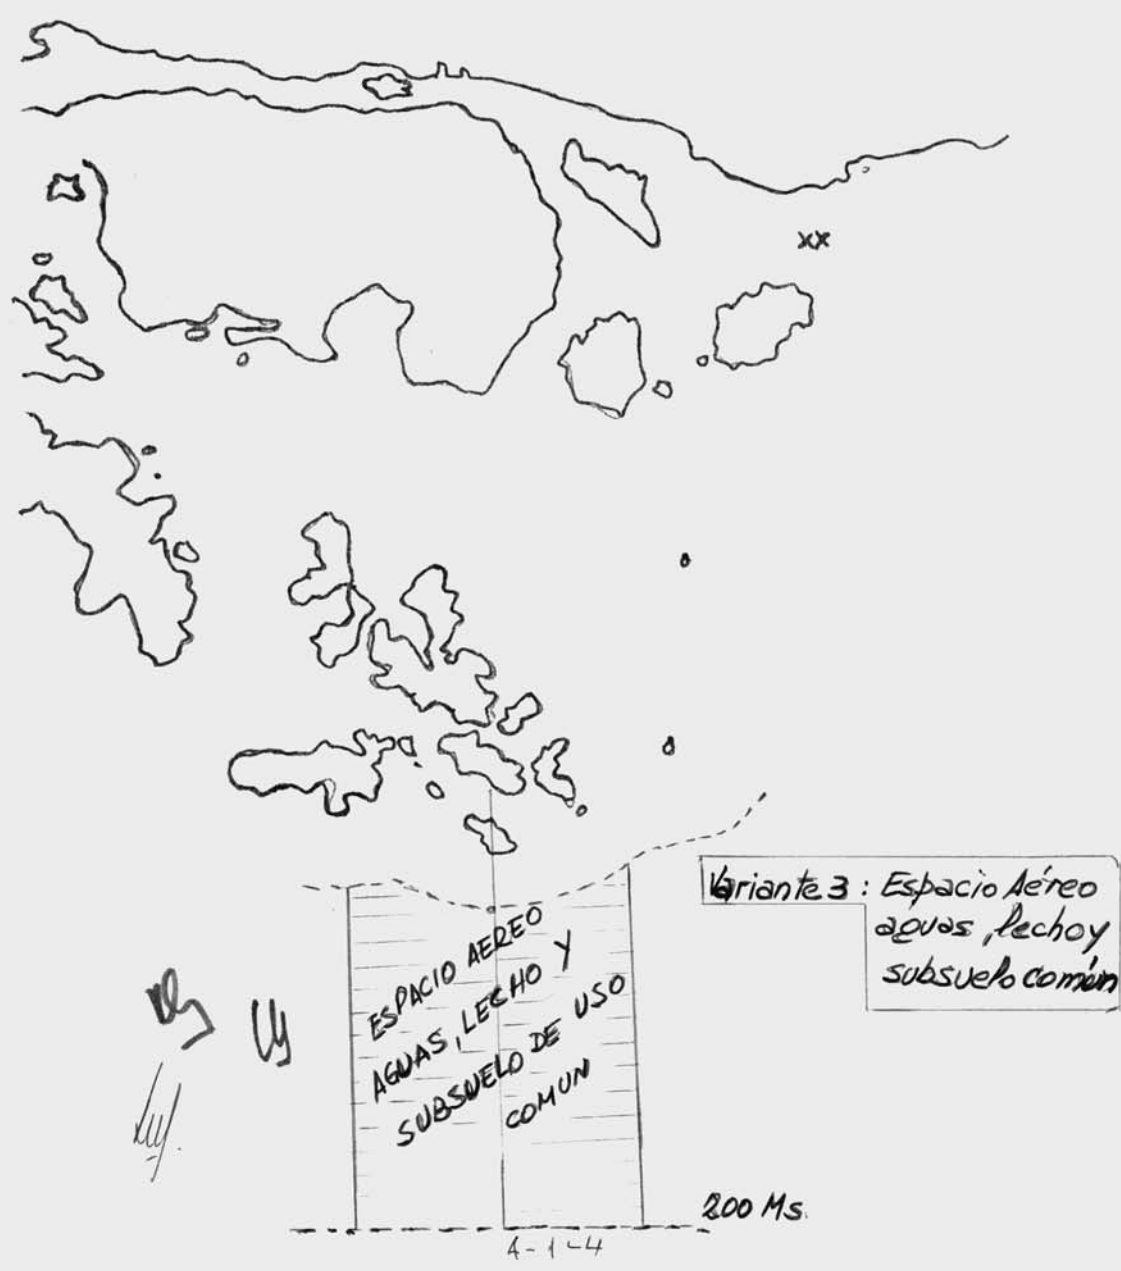 xx
Variante 3 : Espacio Aéreo
aguas, lecho y
subsuelo común
ESPACIO AEREO
AGUAS, LECHO Y
SUBSUELO DE USO
COMUN
200 Ms.
A-1-4